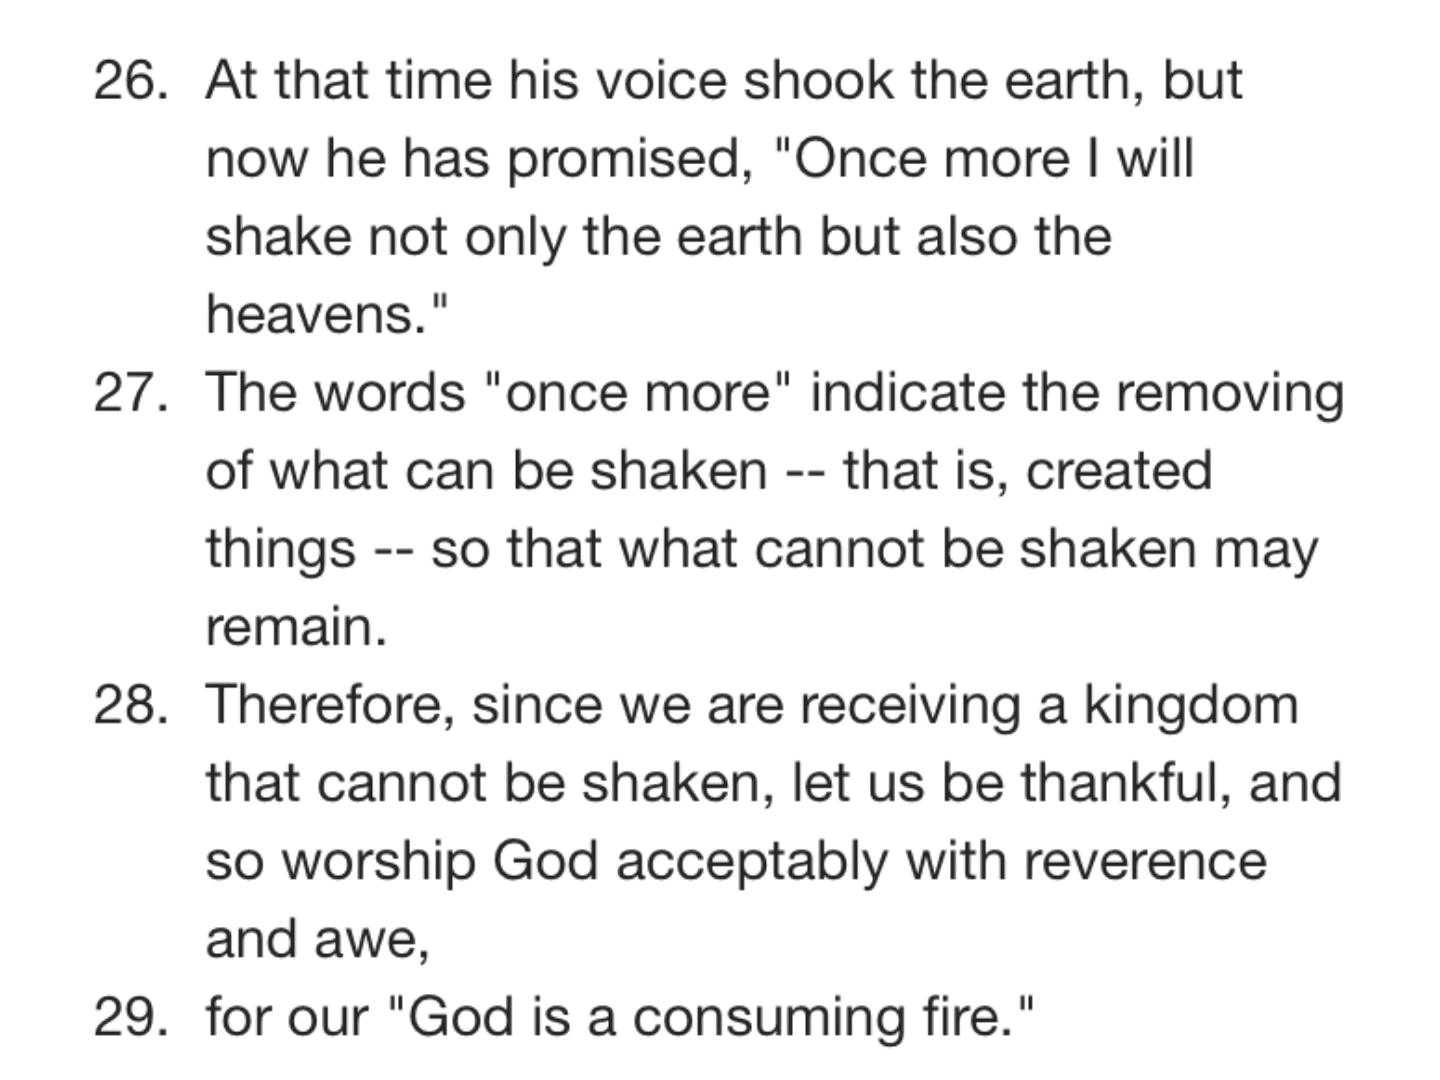 26. At that time his voice shook the earth, but
now he has promised, "Once more I will
shake not only the earth but also the
heavens."
27. The words "once more" indicate the removing
of what can be shaken -- that is, created
things -- so that what cannot be shaken may
remain.
28. Therefore, since we are receiving a kingdom
that cannot be shaken, let us be thankful, and
so worship God acceptably with reverence
and awe,
29. for our "God is a consuming fire."